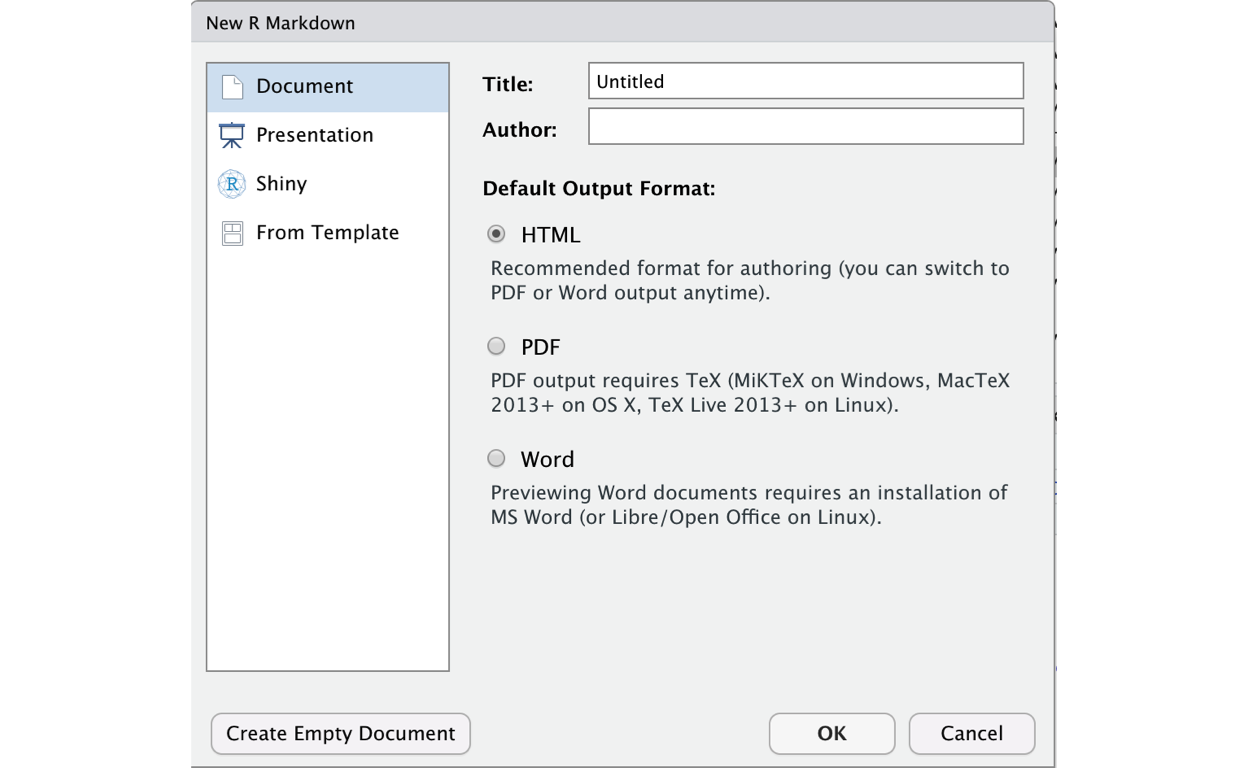 New R Markdown
Document
Presentation
Shiny
From Template
Title: Untitled
Author:
Default Output Format:
HTML
Recommended format for authoring (you can switch to
PDF or Word output anytime).
PDF
PDF output requires TeX (MiKTeX on Windows, MacTeX
2013+ on OS X, TeX Live 2013+ on Linux).
Word
Previewing Word documents requires an installation of
MS Word (or Libre/Open Office on Linux).
Create Empty Document
OK
Cancel